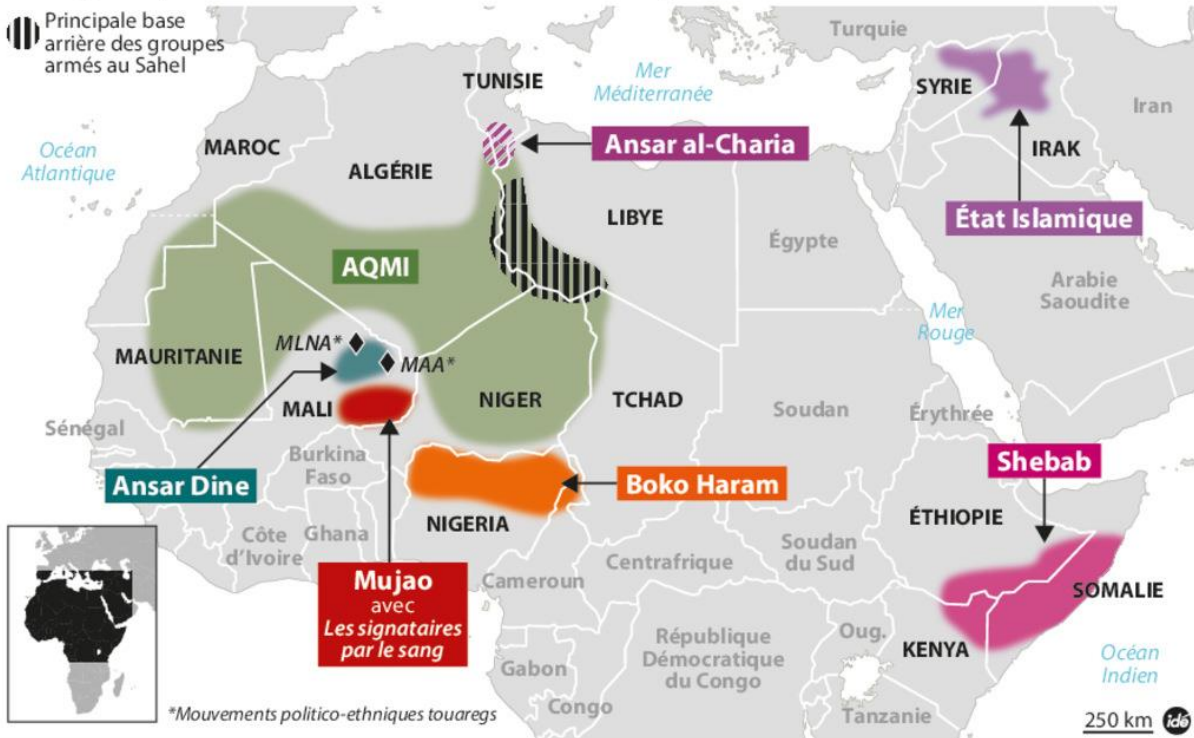 Principale base
arrière des groupes
armés au Sahel
Turquie
Mer
Méditerranée
TUNISIE
SYRIE
Iran
Océan
Atlantique
MAROC
Ansar al-Charia
IRAK
ALGÉRIE
LIBYE
Égypte
État Islamique
AQMI
Arabie
Saoudite
Mer
Rouge
MAURITANIE
MLNA*
MAA*
MALI
NIGER
TCHAD
Soudan
Érythrée
Sénégal
Burkina
Faso
Ansar Dine
Boko Haram
Shebab
NIGERIA
ÉTHIOPIE
Côte
d'Ivoire
Ghana
Centrafrique
Soudan
du Sud
Cameroun
Mujao
avec
Les signataires
par le sang
SOMALIE
Gabon
Congo
République
Démocratique
du Congo
Oug.
KENYA
Océan
Indien
Tanzanie
*Mouvements politico-ethniques touaregs
250 km
idé